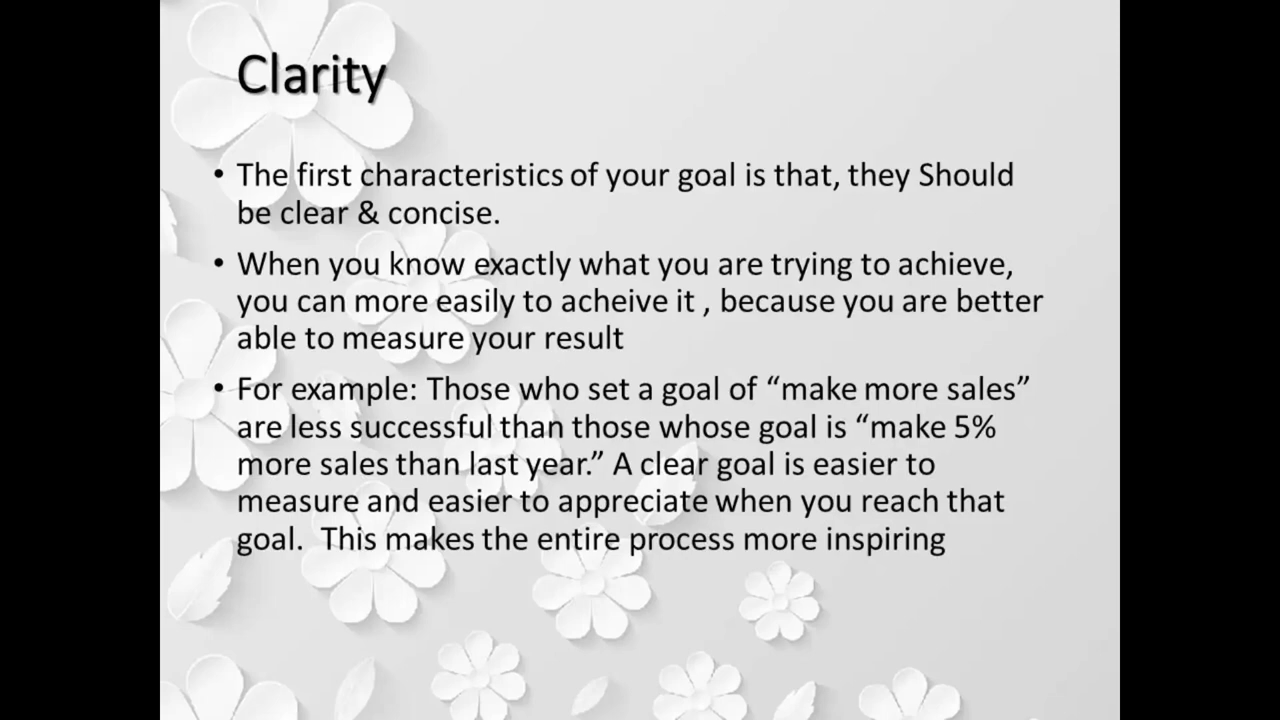 Clarity
• The first characteristics of your goal is that, they Should
be clear & concise.
• When you know exactly what you are trying to achieve,
you can more easily to acheive it , because you are better
able to measure your result
• For example: Those who set a goal of “make more sales”
are less successful than those whose goal is “make 5%
more sales than last year.” A clear goal is easier to
measure and easier to appreciate when you reach that
goal.  This makes the entire process more inspiring